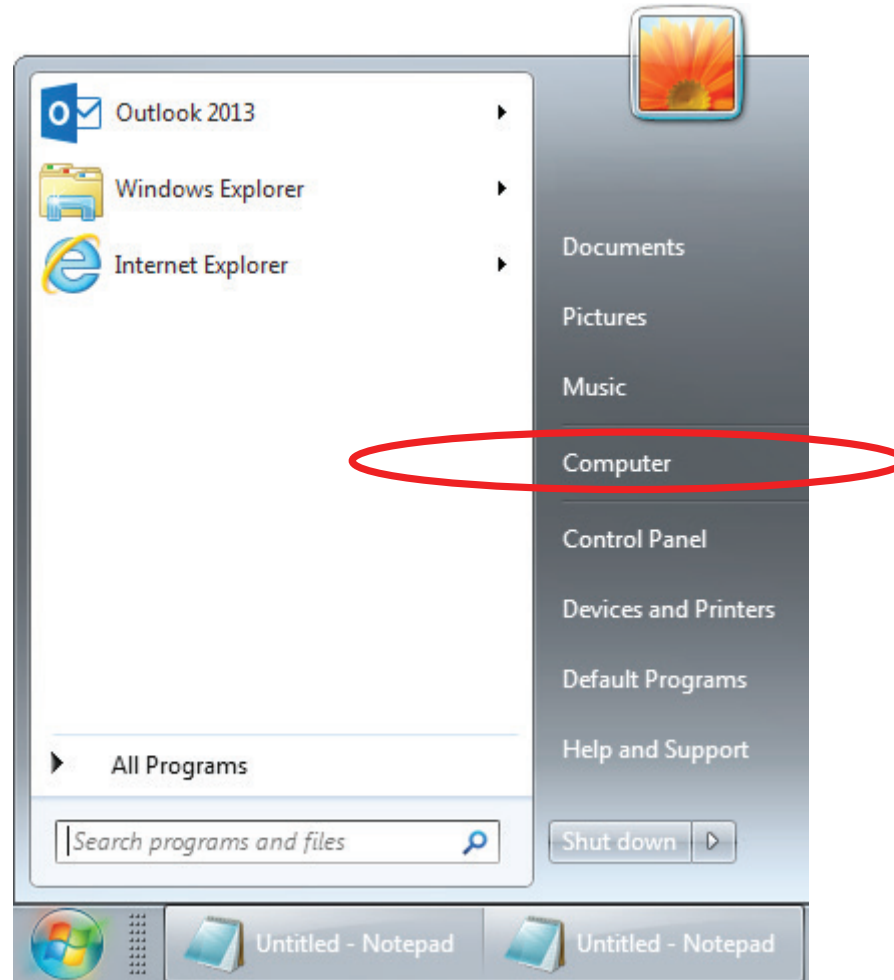 Outlook 2013
Windows Explorer
Internet Explorer
All Programs
Search programs and files
Documents
Pictures
Music
Computer
Control Panel
Devices and Printers
Default Programs
Help and Support
Shut down
Untitled - Notepad
Untitled - Notepad